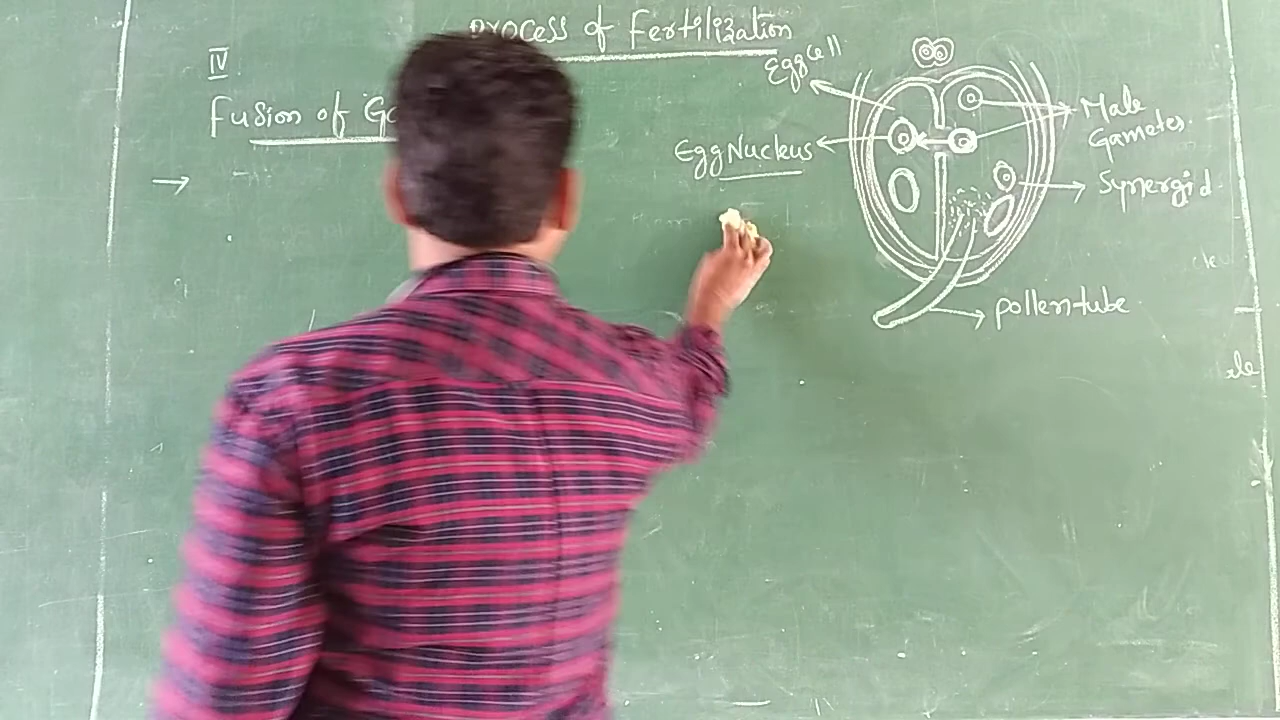 Process of Fertilization
IV
Fusion of
Egg cell
Egg Nucleus
Male
Gametes.
Synergid
pollen tube